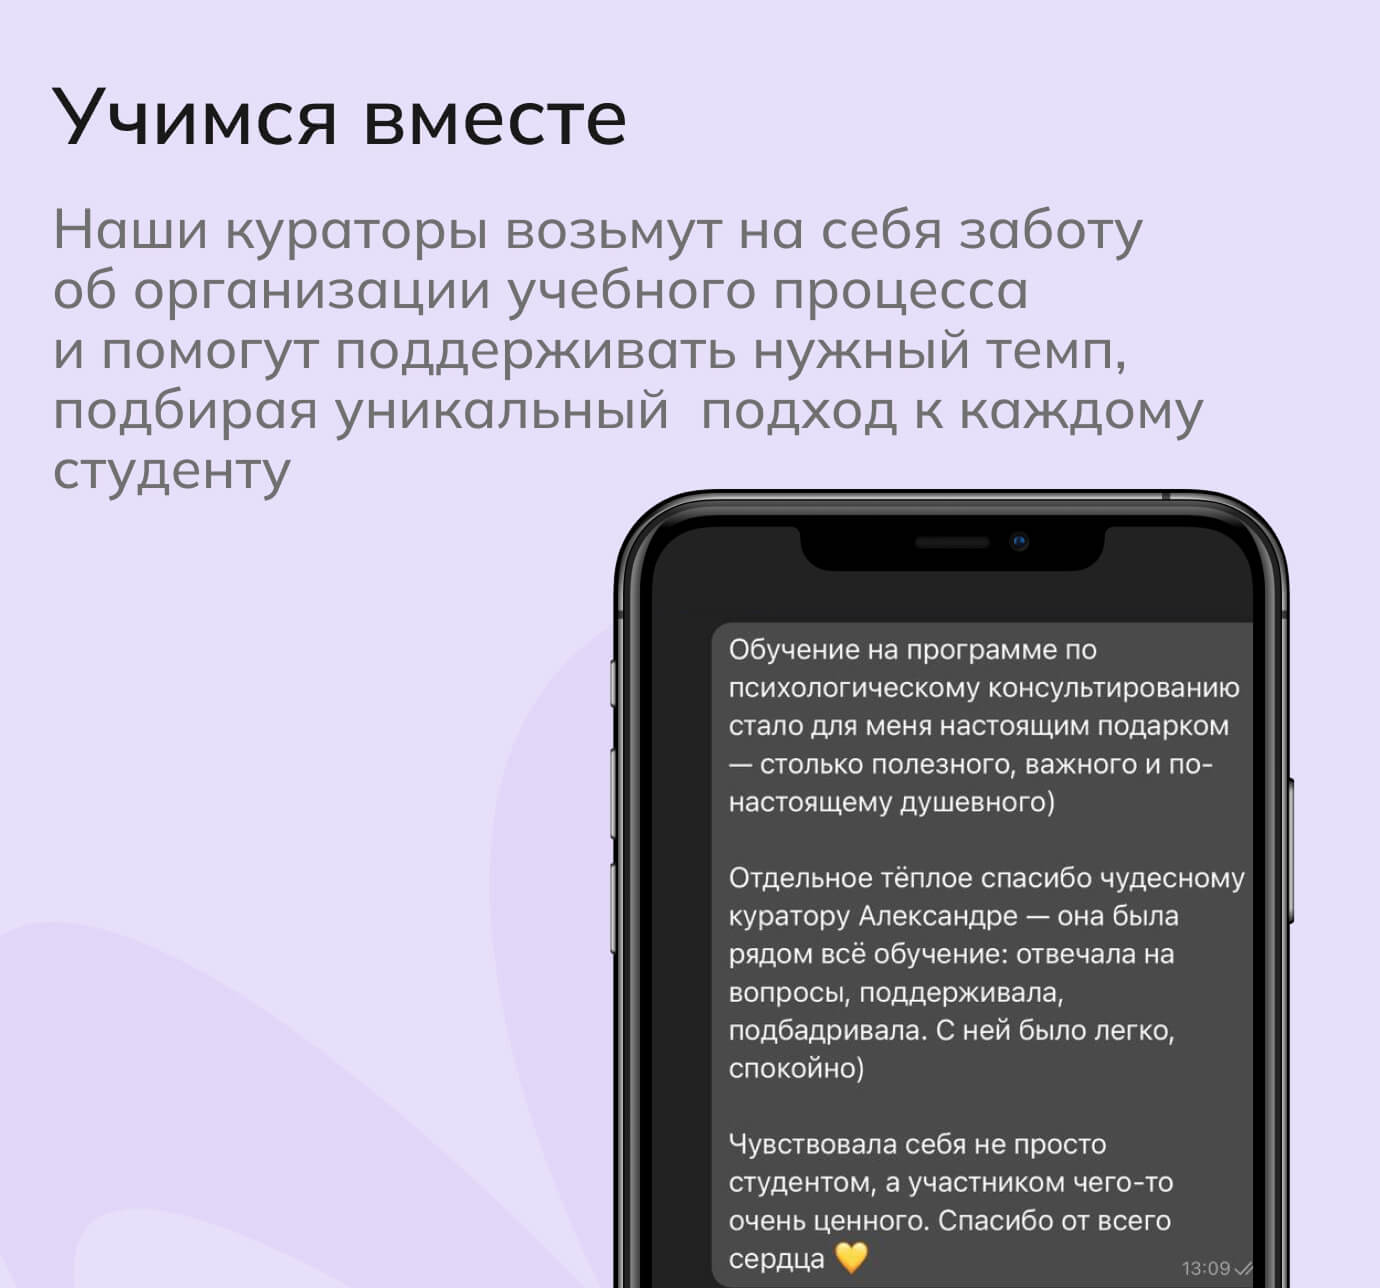 Учимся вместе
Наши кураторы возьмут на себя заботу
об организации учебного процесса
и помогут поддерживать нужный темп,
подбирая уникальный  подход к каждому
студенту
Обучение на программе по
психологическому консультированию
стало для меня настоящим подарком
— столько полезного, важного и по-
настоящему душевного)
Отдельное тёплое спасибо чудесному
куратору Александре — она была
рядом всё обучение: отвечала на
вопросы, поддерживала,
подбадривала. С ней было легко,
спокойно)
Чувствовала себя не просто
студентом, а участником чего-то
очень ценного. Спасибо от всего
сердца 💛
13:09